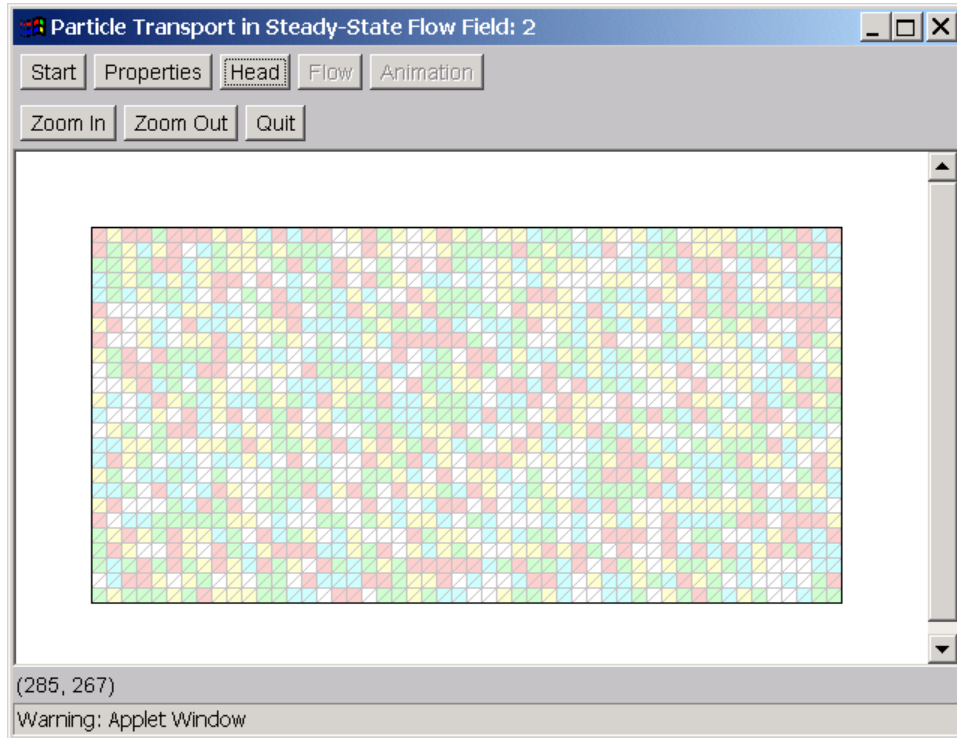 Particle Transport in Steady-State Flow Field: 2
Start Properties Head Flow Animation
Zoom In Zoom Out Quit
(285, 267)
Warning: Applet Window